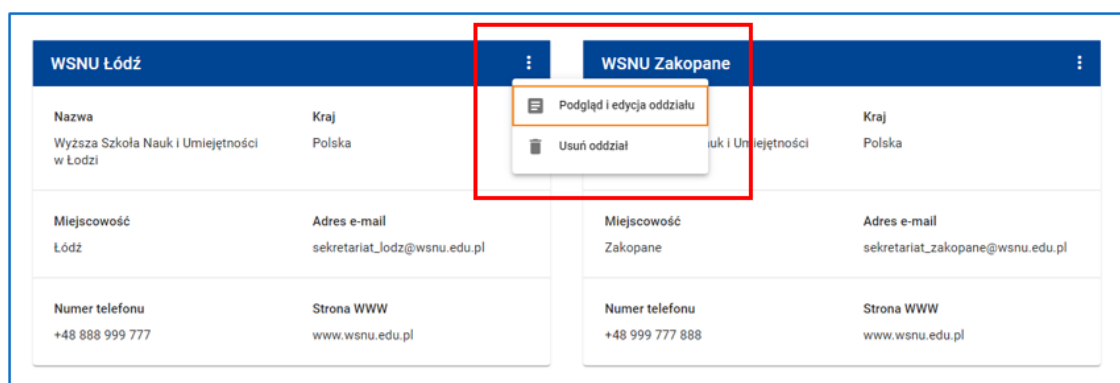 WSNU Łódź
Nazwa
Wyższa Szkoła Nauk i Umiejętności
w Łodzi
Kraj
Polska
Miejscowość
Łódź
Adres e-mail
sekretariat_lodz@wsnu.edu.pl
Numer telefonu
+48 888 999 777
Strona WWW
www.wsnu.edu.pl
Podgląd i edycja oddziału
Usuń oddział
WSNU Zakopane
i Umiejętności
Kraj
Polska
Miejscowość
Zakopane
Adres e-mail
sekretariat_zakopane@wsnu.edu.pl
Numer telefonu
+48 999 777 888
Strona WWW
www.wsnu.edu.pl